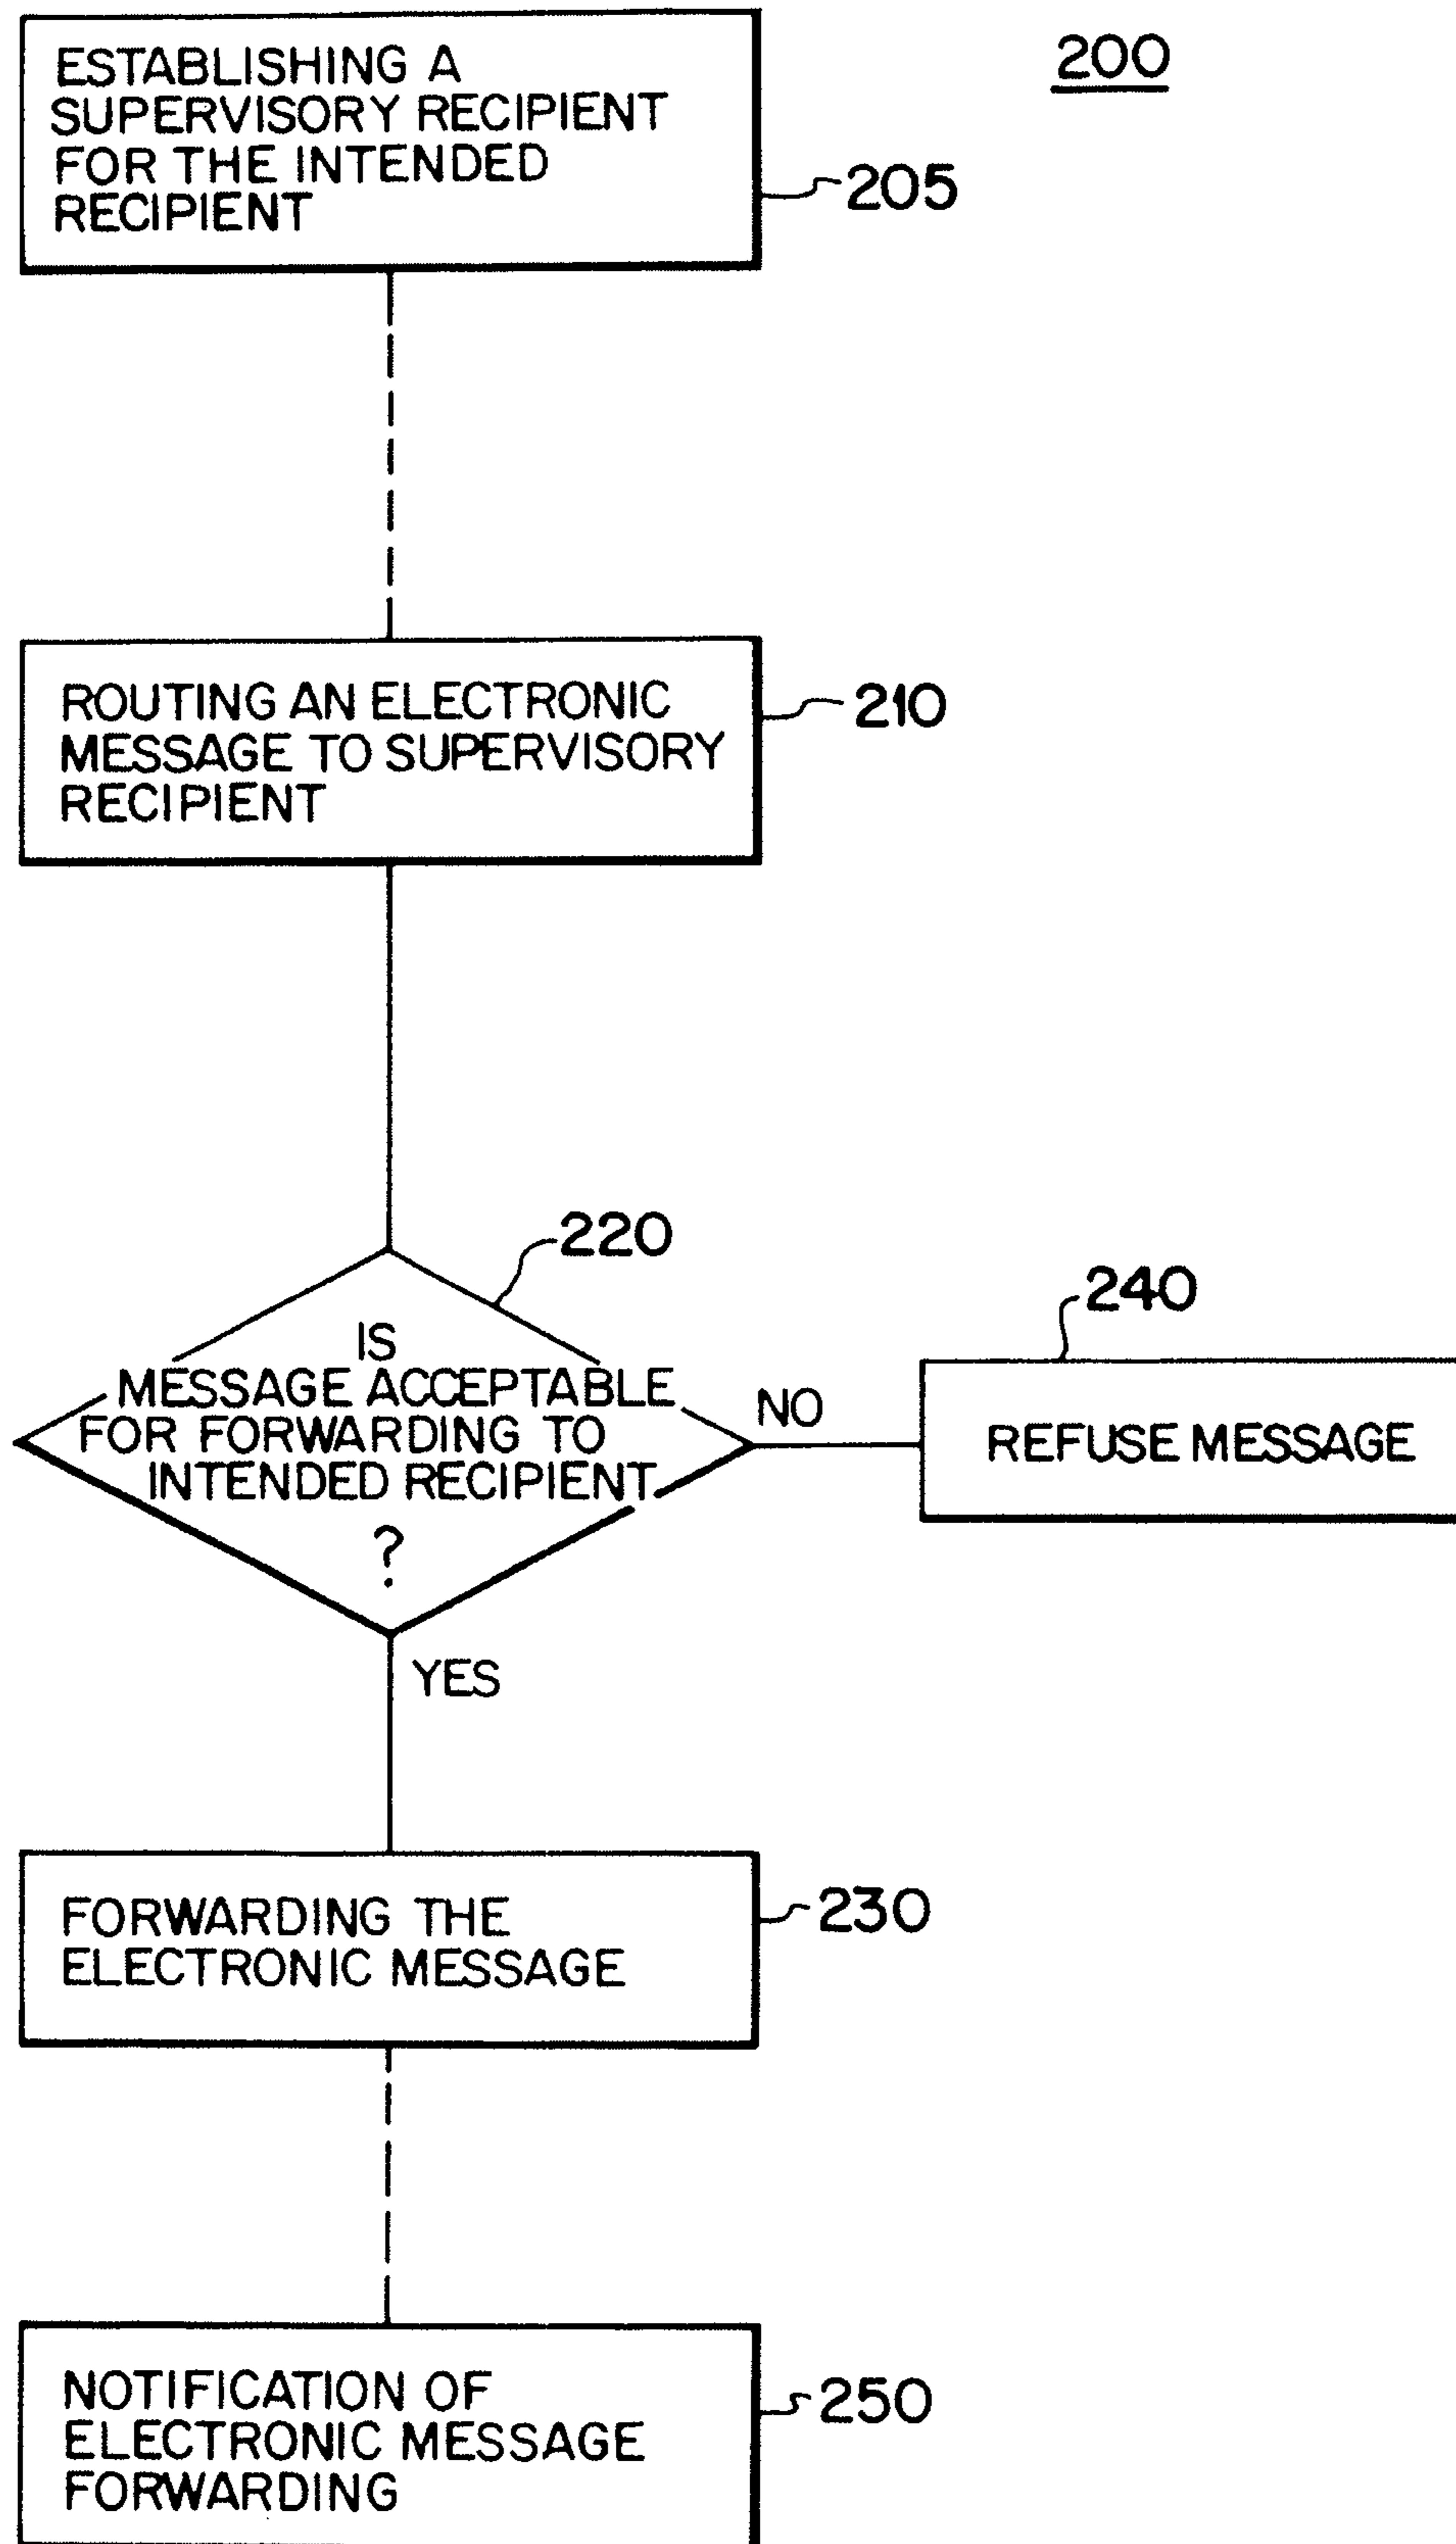 200
ESTABLISHING A
SUPERVISORY RECIPIENT
FOR THE INTENDED
RECIPIENT
205
ROUTING AN ELECTRONIC
MESSAGE TO SUPERVISORY
RECIPIENT
210
220
IS
MESSAGE ACCEPTABLE
FOR FORWARDING TO
INTENDED RECIPIENT
?
NO
240
REFUSE MESSAGE
YES
FORWARDING THE
ELECTRONIC MESSAGE
230
NOTIFICATION OF
ELECTRONIC MESSAGE
FORWARDING
250